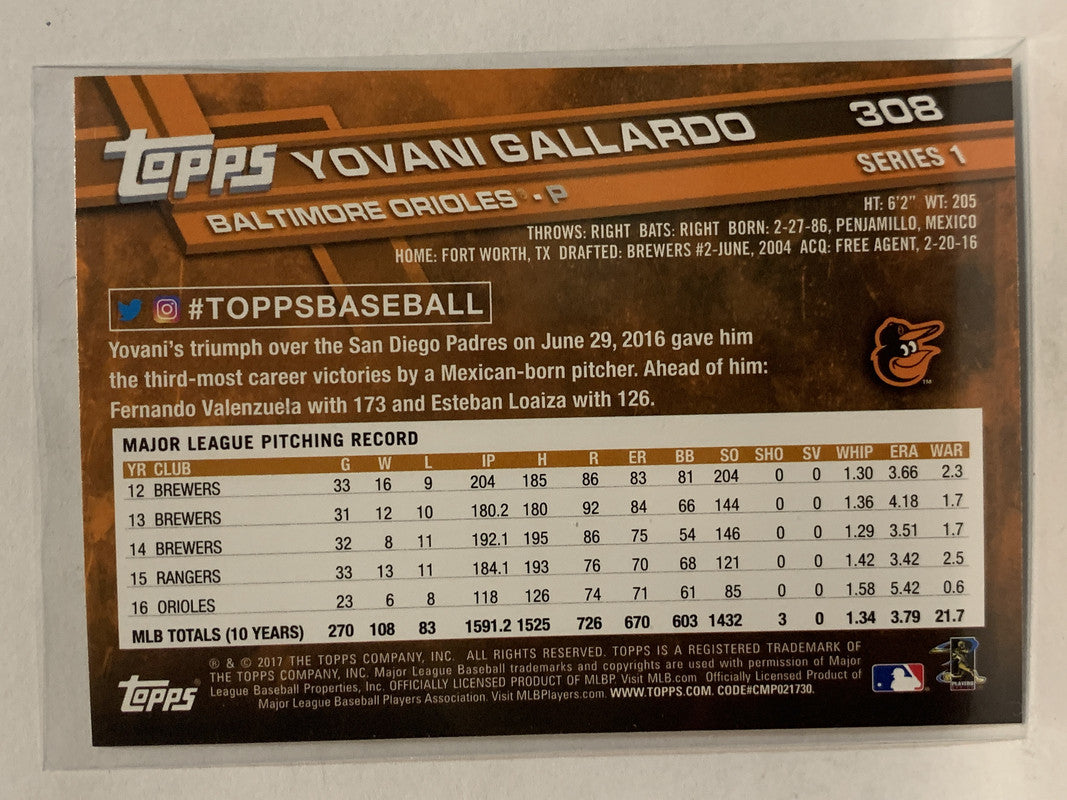 topps YOVANI GALLARDO 308
BALTIMORE ORIOLES® • P SERIES 1
HT: 6'2" WT: 205
THROWS: RIGHT BATS: RIGHT BORN: 2-27-86, PENJAMILLO, MEXICO
HOME: FORT WORTH, TX DRAFTED: BREWERS #2-JUNE, 2004 ACQ: FREE AGENT, 2-20-16
#TOPPSBASEBALL
Yovani's triumph over the San Diego Padres on June 29, 2016 gave him
the third-most career victories by a Mexican-born pitcher. Ahead of him:
Fernando Valenzuela with 173 and Esteban Loaiza with 126.
TM
MAJOR LEAGUE PITCHING RECORD
YR CLUB G W L IP H R ER BB SO SHO SV WHIP ERA WAR
12 BREWERS 33 16 9 204 185 86 83 81 204 0 0 1.30 3.66 2.3
13 BREWERS 31 12 10 180.2 180 92 84 66 144 0 0 1.36 4.18 1.7
14 BREWERS 32 8 11 192.1 195 86 75 54 146 0 0 1.29 3.51 1.7
15 RANGERS 33 13 11 184.1 193 76 70 68 121 0 0 1.42 3.42 2.5
16 ORIOLES 23 6 8 118 126 74 71 61 85 0 0 1.58 5.42 0.6
MLB TOTALS (10 YEARS) 270 108 83 1591.2 1525 726 670 603 1432 3 0 1.34 3.79 21.7
® & © 2017 THE TOPPS COMPANY, INC. ALL RIGHTS RESERVED. TOPPS IS A REGISTERED TRADEMARK OF
THE TOPPS COMPANY, INC. Major League Baseball trademarks and copyrights are used with permission of Major
League Baseball Properties, Inc. OFFICIALLY LICENSED PRODUCT OF MLBP. Visit MLB.com Officially Licensed Product of
Major League Baseball Players Association. Visit MLBPlayers.com. WWW.TOPPS.COM. CODE#CMP021730.
topps®
PLAYERS